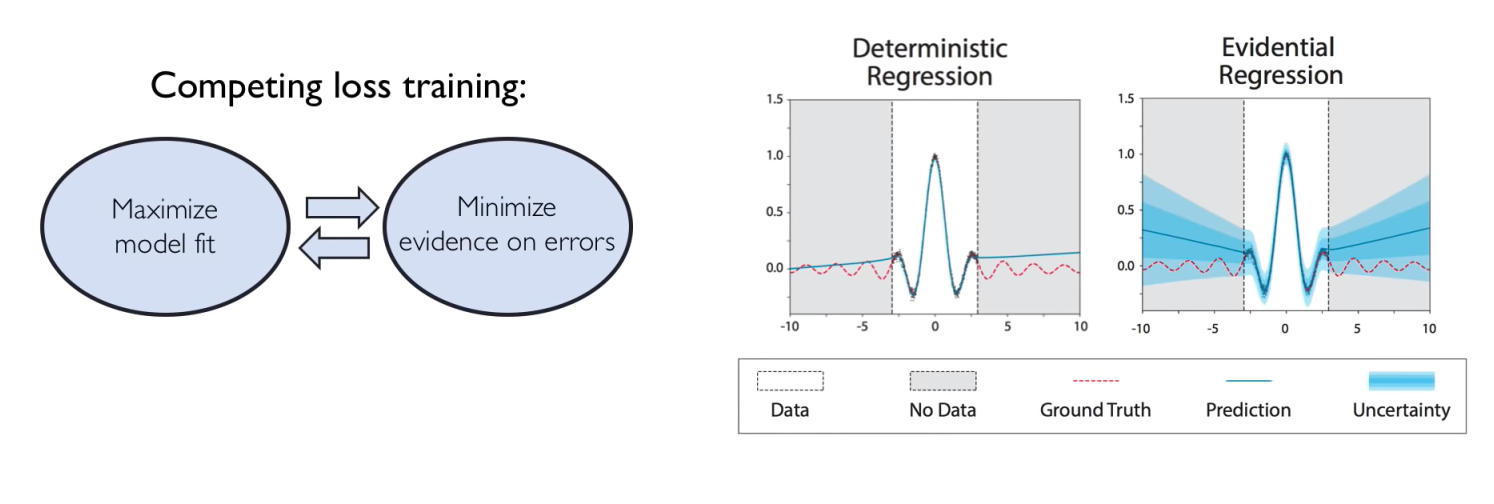 Competing loss training:
Maximize
model fit
Minimize
evidence on errors
Deterministic
Regression
1.5
1.0
0.5
0.0
-10
-5
0
5
10
Evidential
Regression
1.5
1.0
0.5
0.0
-10
-5
0
5
10
Data
No Data
Ground Truth
Prediction
Uncertainty